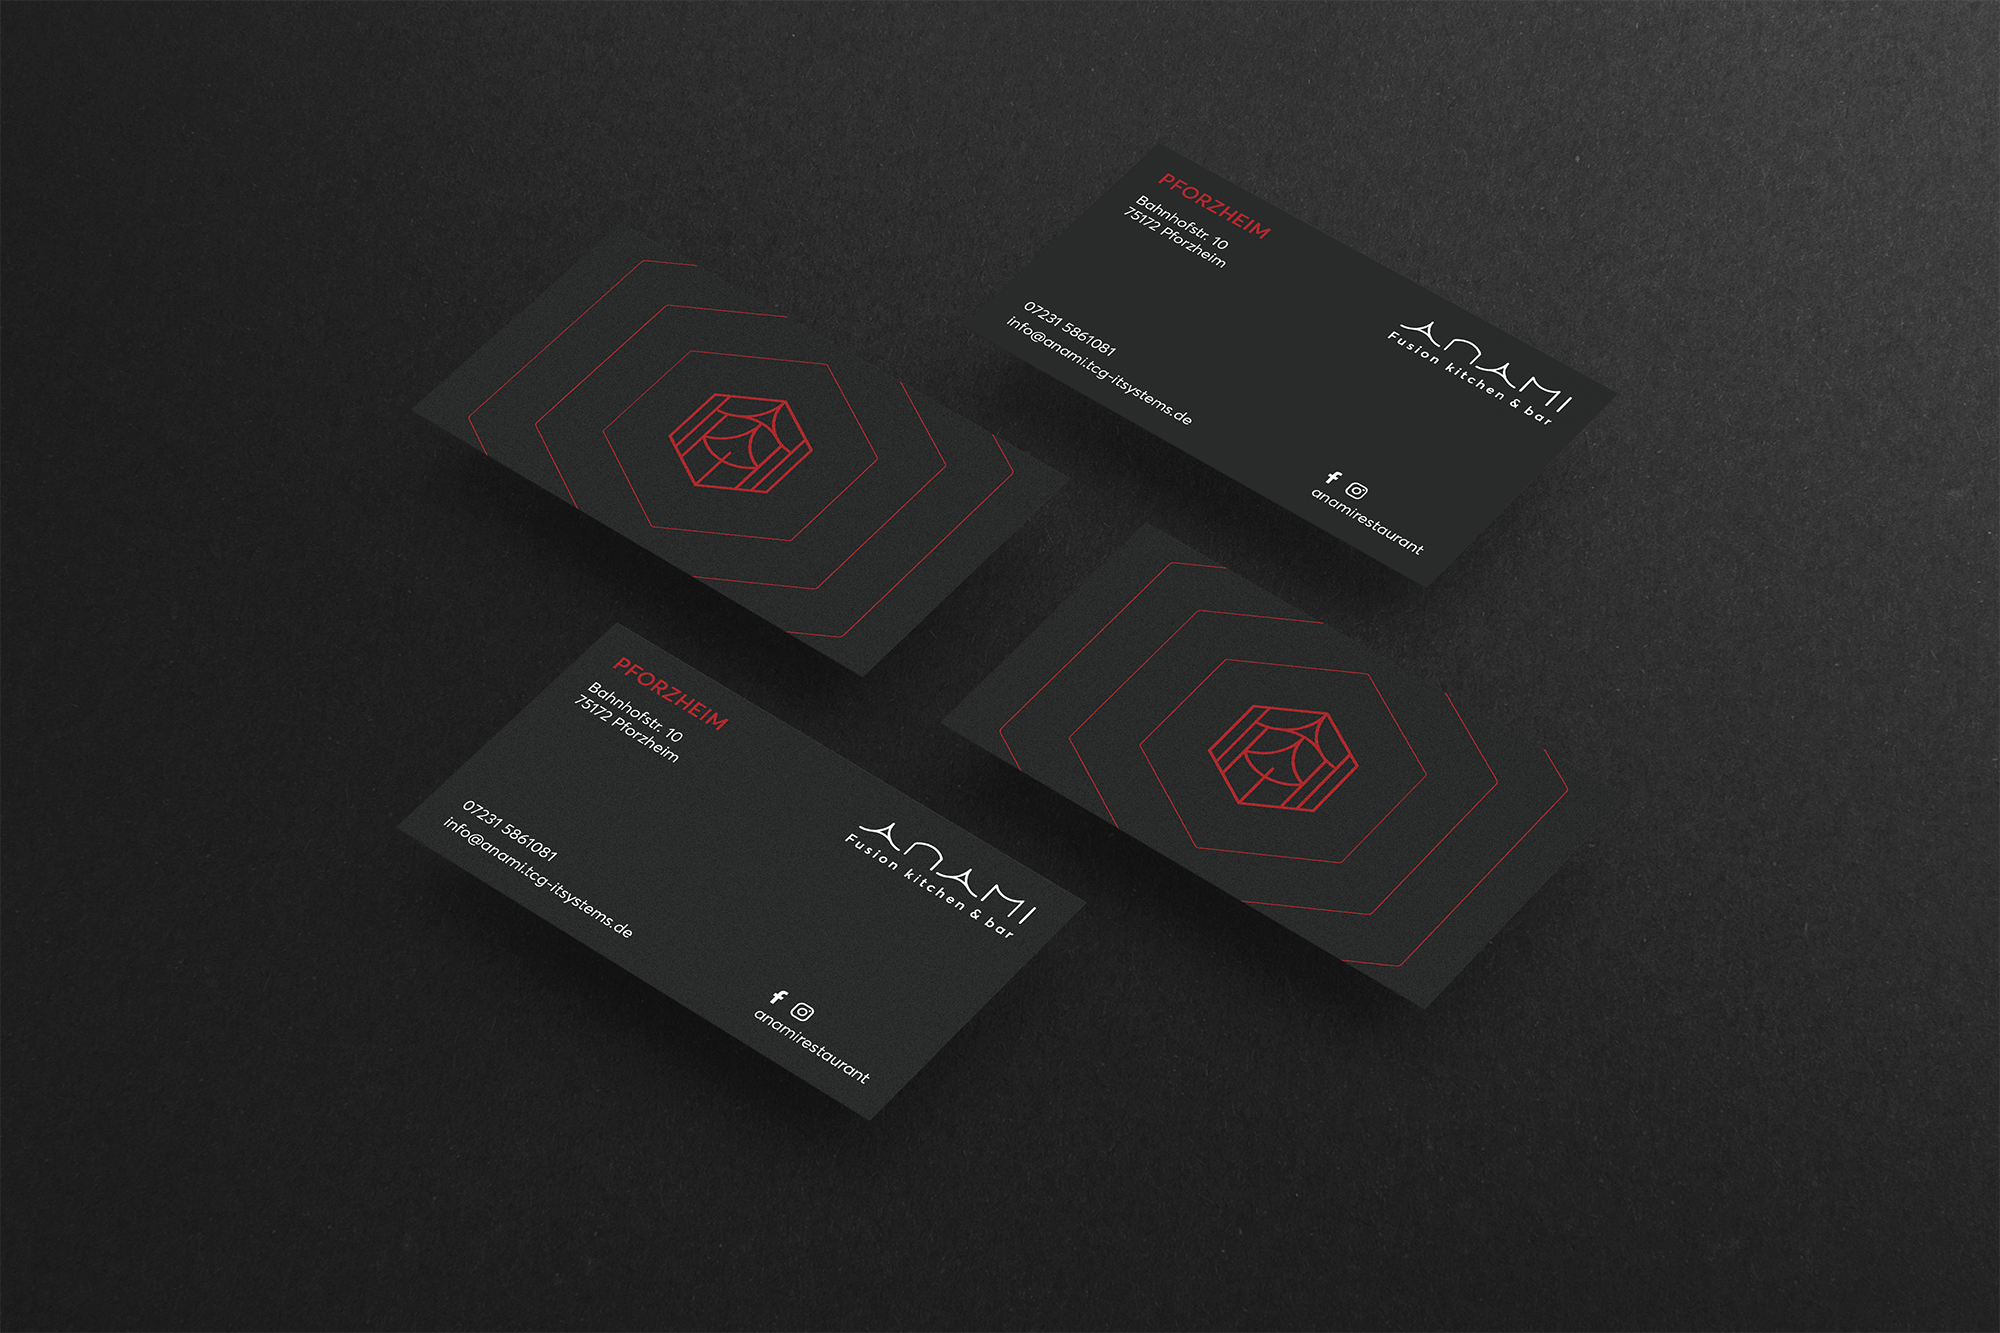 PFORZHEIM
Bahnhofstr. 10
75172 Pforzheim
07231 5861081
info@anami.tcg-itsystems.de
ANAMI
Fusion kitchen & bar
anamirestaurant
PFORZHEIM
Bahnhofstr. 10
75172 Pforzheim
07231 5861081
info@anami.tcg-itsystems.de
ANAMI
Fusion kitchen & bar
anamirestaurant